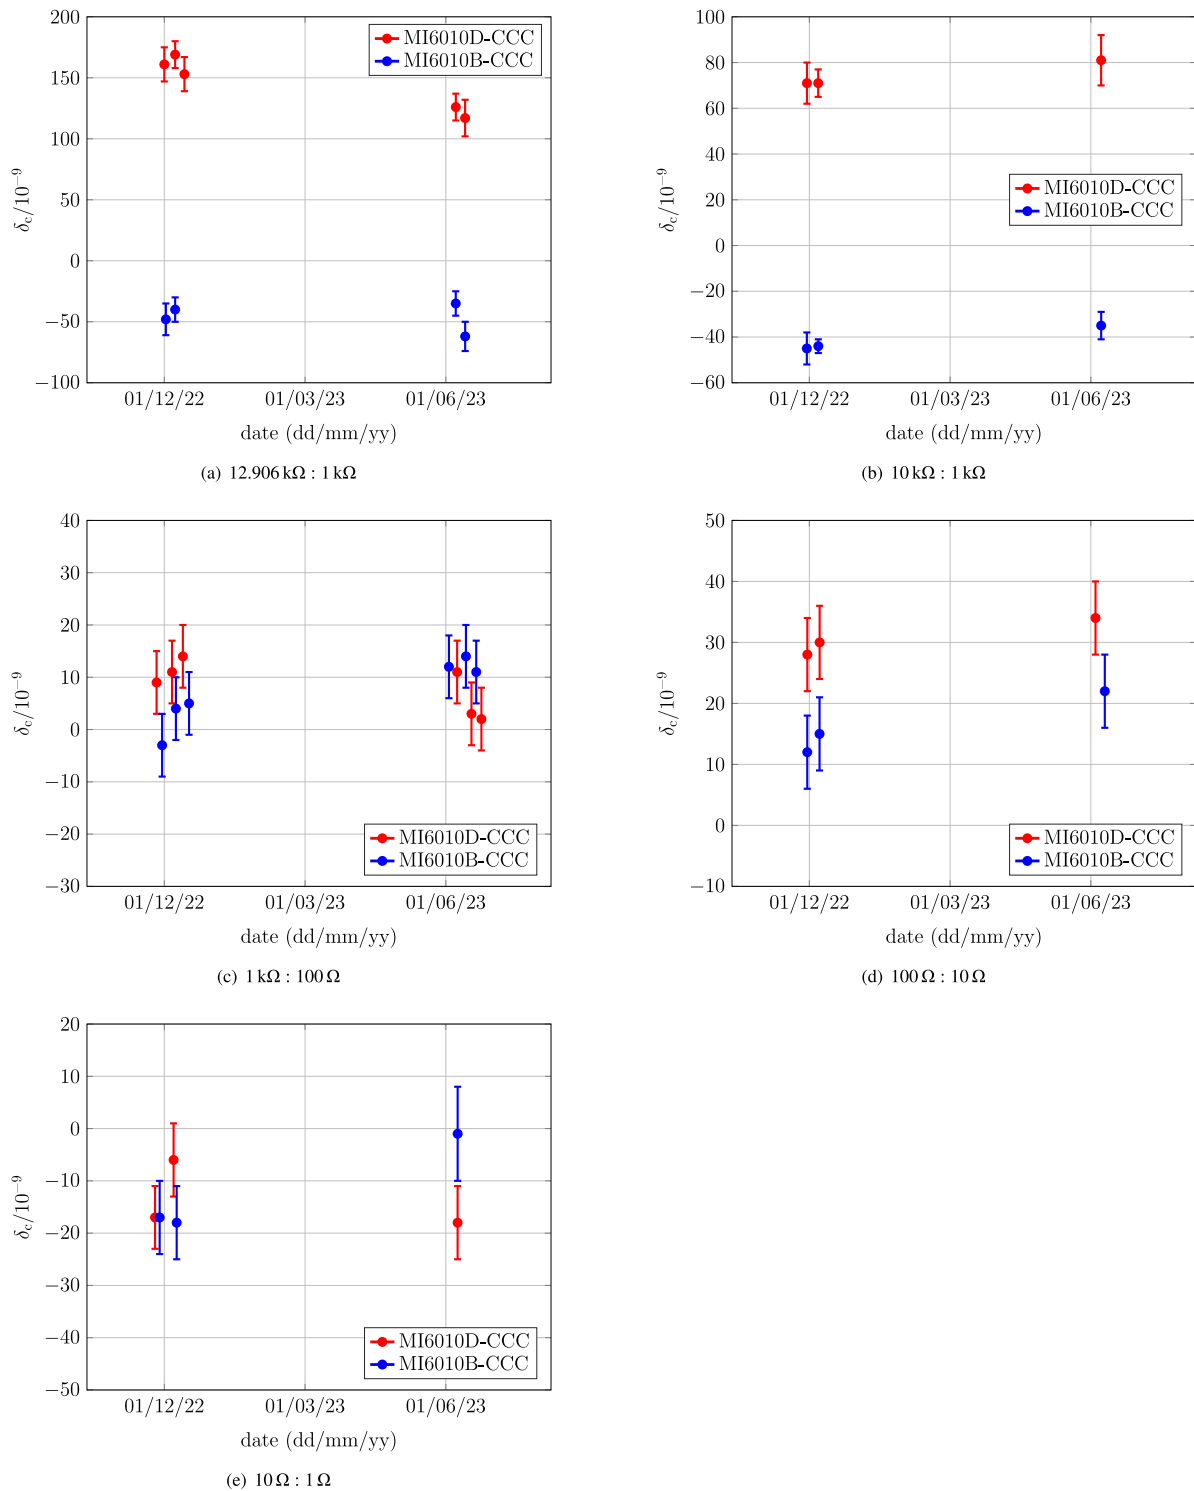 200
150
100
50
0
−50
−100
δc/10−9
MI6010D-CCC
MI6010B-CCC
01/12/22 01/03/23 01/06/23
date (dd/mm/yy)
(a) 12.906 kΩ : 1 kΩ
100
80
60
40
20
0
−20
−40
−60
δc/10−9
MI6010D-CCC
MI6010B-CCC
01/12/22 01/03/23 01/06/23
date (dd/mm/yy)
(b) 10 kΩ : 1 kΩ
40
30
20
10
0
−10
−20
−30
δc/10−9
MI6010D-CCC
MI6010B-CCC
01/12/22 01/03/23 01/06/23
date (dd/mm/yy)
(c) 1 kΩ : 100 Ω
50
40
30
20
10
0
−10
δc/10−9
MI6010D-CCC
MI6010B-CCC
01/12/22 01/03/23 01/06/23
date (dd/mm/yy)
(d) 100 Ω : 10 Ω
20
10
0
−10
−20
−30
−40
−50
δc/10−9
MI6010D-CCC
MI6010B-CCC
01/12/22 01/03/23 01/06/23
date (dd/mm/yy)
(e) 10 Ω : 1 Ω